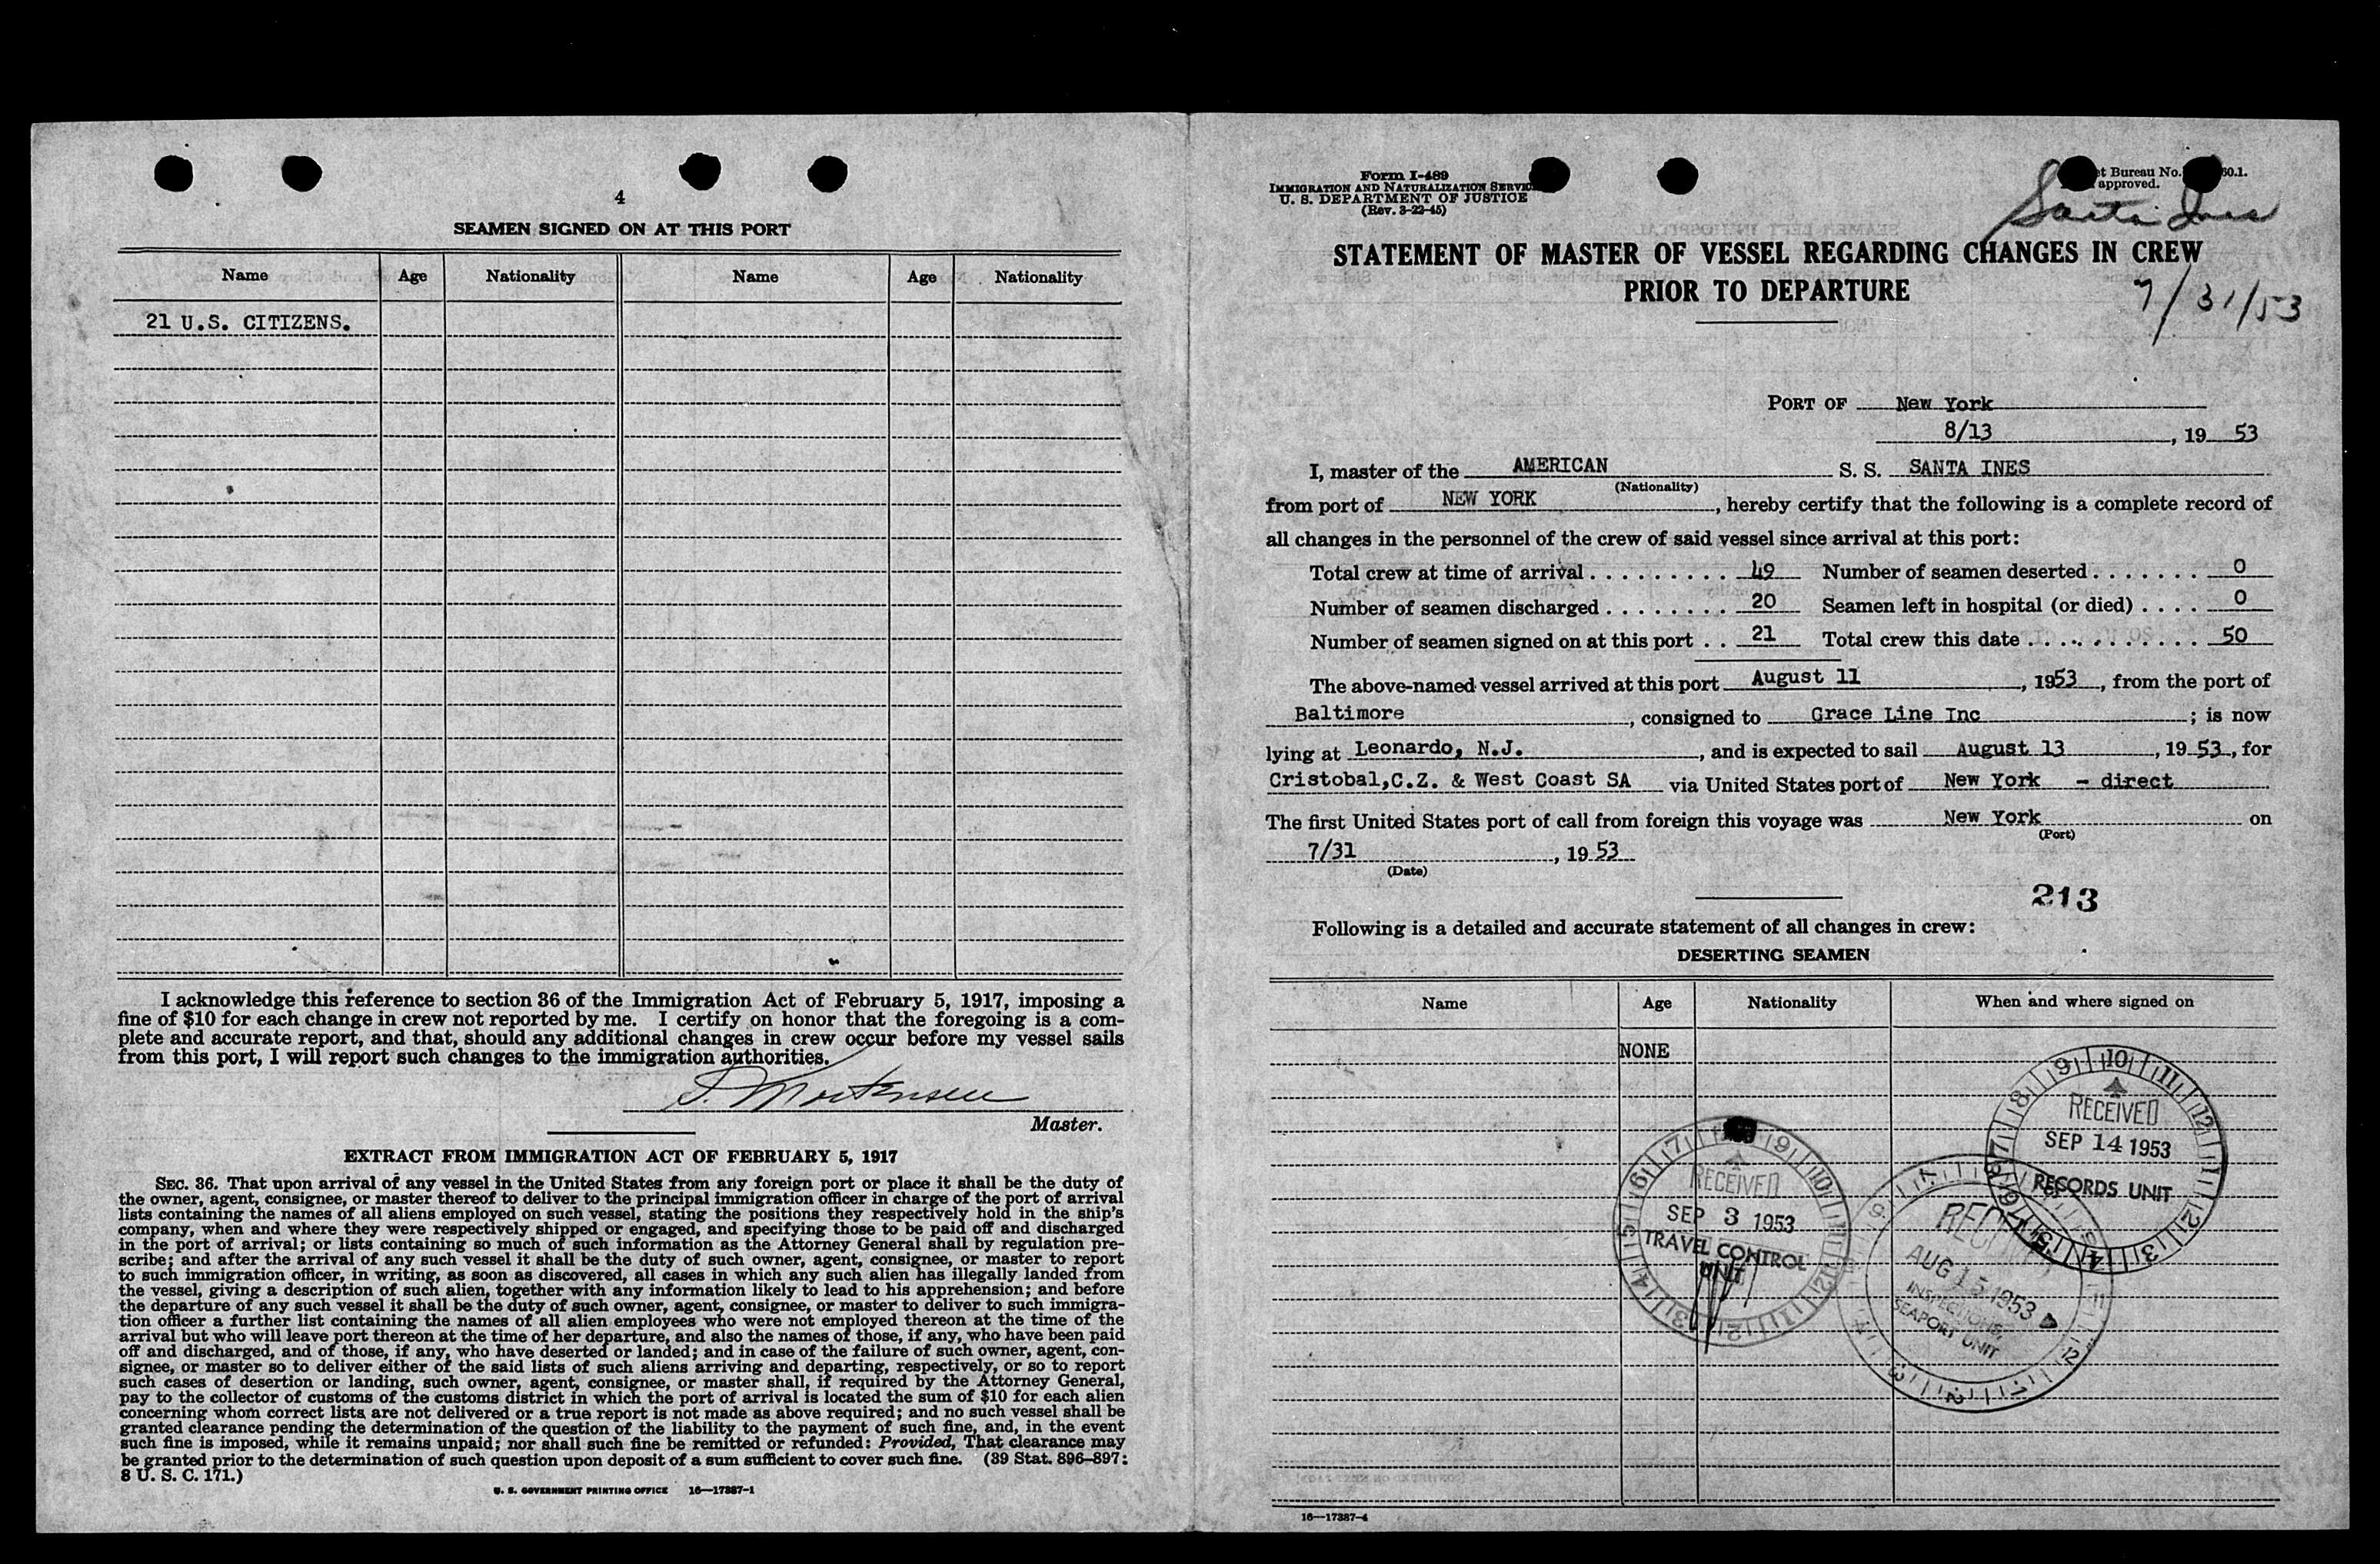 4
SEAMEN SIGNED ON AT THIS PORT
Name Age Nationality Name Age Nationality
21 U.S. CITIZENS.
I acknowledge this reference to section 36 of the Immigration Act of February 5, 1917, imposing a
fine of $10 for each change in crew not reported by me. I certify on honor that the foregoing is a com-
plete and accurate report, and that, should any additional changes in crew occur before my vessel sails
from this port, I will report such changes to the immigration authorities.
Mortensen
Master.
EXTRACT FROM IMMIGRATION ACT OF FEBRUARY 5, 1917
SEC. 36. That upon arrival of any vessel in the United States from any foreign port or place it shall be the duty of
the owner, agent, consignee, or master thereof to deliver to the principal immigration officer in charge of the port of arrival
lists containing the names of all aliens employed on such vessel, stating the positions they respectively hold in the ship's
company, when and where they were respectively shipped or engaged, and specifying those to be paid off and discharged
in the port of arrival; or lists containing so much of such information as the Attorney General shall by regulation pre-
scribe; and after the arrival of any such vessel it shall be the duty of such owner, agent, consignee, or master to report
to such immigration officer, in writing, as soon as discovered, all cases in which any such alien has illegally landed from
the vessel, giving a description of such alien, together with any information likely to lead to his apprehension; and before
the departure of any such vessel it shall be the duty of such owner, agent, consignee, or master to deliver to such immigra-
tion officer a further list containing the names of all alien employees who were not employed thereon at the time of the
arrival but who will leave port thereon at the time of her departure, and also the names of those, if any, who have been paid
off and discharged, and of those, if any, who have deserted or landed; and in case of the failure of such owner, agent, con-
signee, or master so to deliver either of the said lists of such aliens arriving and departing, respectively, or so to report
such cases of desertion or landing, such owner, agent, consignee, or master shall, if required by the Attorney General,
pay to the collector of customs of the customs district in which the port of arrival is located the sum of $10 for each alien
concerning whom correct lists are not delivered or a true report is not made as above required; and no such vessel shall be
granted clearance pending the determination of the question of the liability to the payment of such fine, and, in the event
such fine is imposed, while it remains unpaid; nor shall such fine be remitted or refunded: Provided, That clearance may
be granted prior to the determination of such question upon deposit of a sum sufficient to cover such fine. (39 Stat. 896-897:
8 U. S. C. 171.)
U. S. GOVERNMENT PRINTING OFFICE 16—17387-1
Form I-489
IMMIGRATION AND NATURALIZATION SERVICE
U. S. DEPARTMENT OF JUSTICE
(Rev. 3-22-45)
Bureau No.
approved.
Santa Ines
STATEMENT OF MASTER OF VESSEL REGARDING CHANGES IN CREW
PRIOR TO DEPARTURE
7/31/53
PORT OF New York
8/13, 19 53
I, master of the AMERICAN S. S. SANTA INES
(Nationality)
from port of NEW YORK, hereby certify that the following is a complete record of
all changes in the personnel of the crew of said vessel since arrival at this port:
Total crew at time of arrival . . . . . . . . . 49 Number of seamen deserted . . . . . . . 0
Number of seamen discharged . . . . . . . . 20 Seamen left in hospital (or died) . . . . 0
Number of seamen signed on at this port . . 21 Total crew this date . . . . . . . . . . . 50
The above-named vessel arrived at this port August 11, 1953, from the port of
Baltimore, consigned to Grace Line Inc; is now
lying at Leonardo, N.J., and is expected to sail August 13, 19 53, for
Cristobal,C.Z. & West Coast SA via United States port of New York - direct
The first United States port of call from foreign this voyage was New York on
(Port)
7/31, 19 53
(Date)
213
Following is a detailed and accurate statement of all changes in crew:
DESERTING SEAMEN
Name Age Nationality When and where signed on
NONE
RECEIVED
SEP 14 1953
RECORDS UNIT
RECEIVED
SEP 3 1953
TRAVEL CONTROL
UNIT
AUG 15 1953
INSPECTIONS,
SEAPORT UNIT
16—17387-4